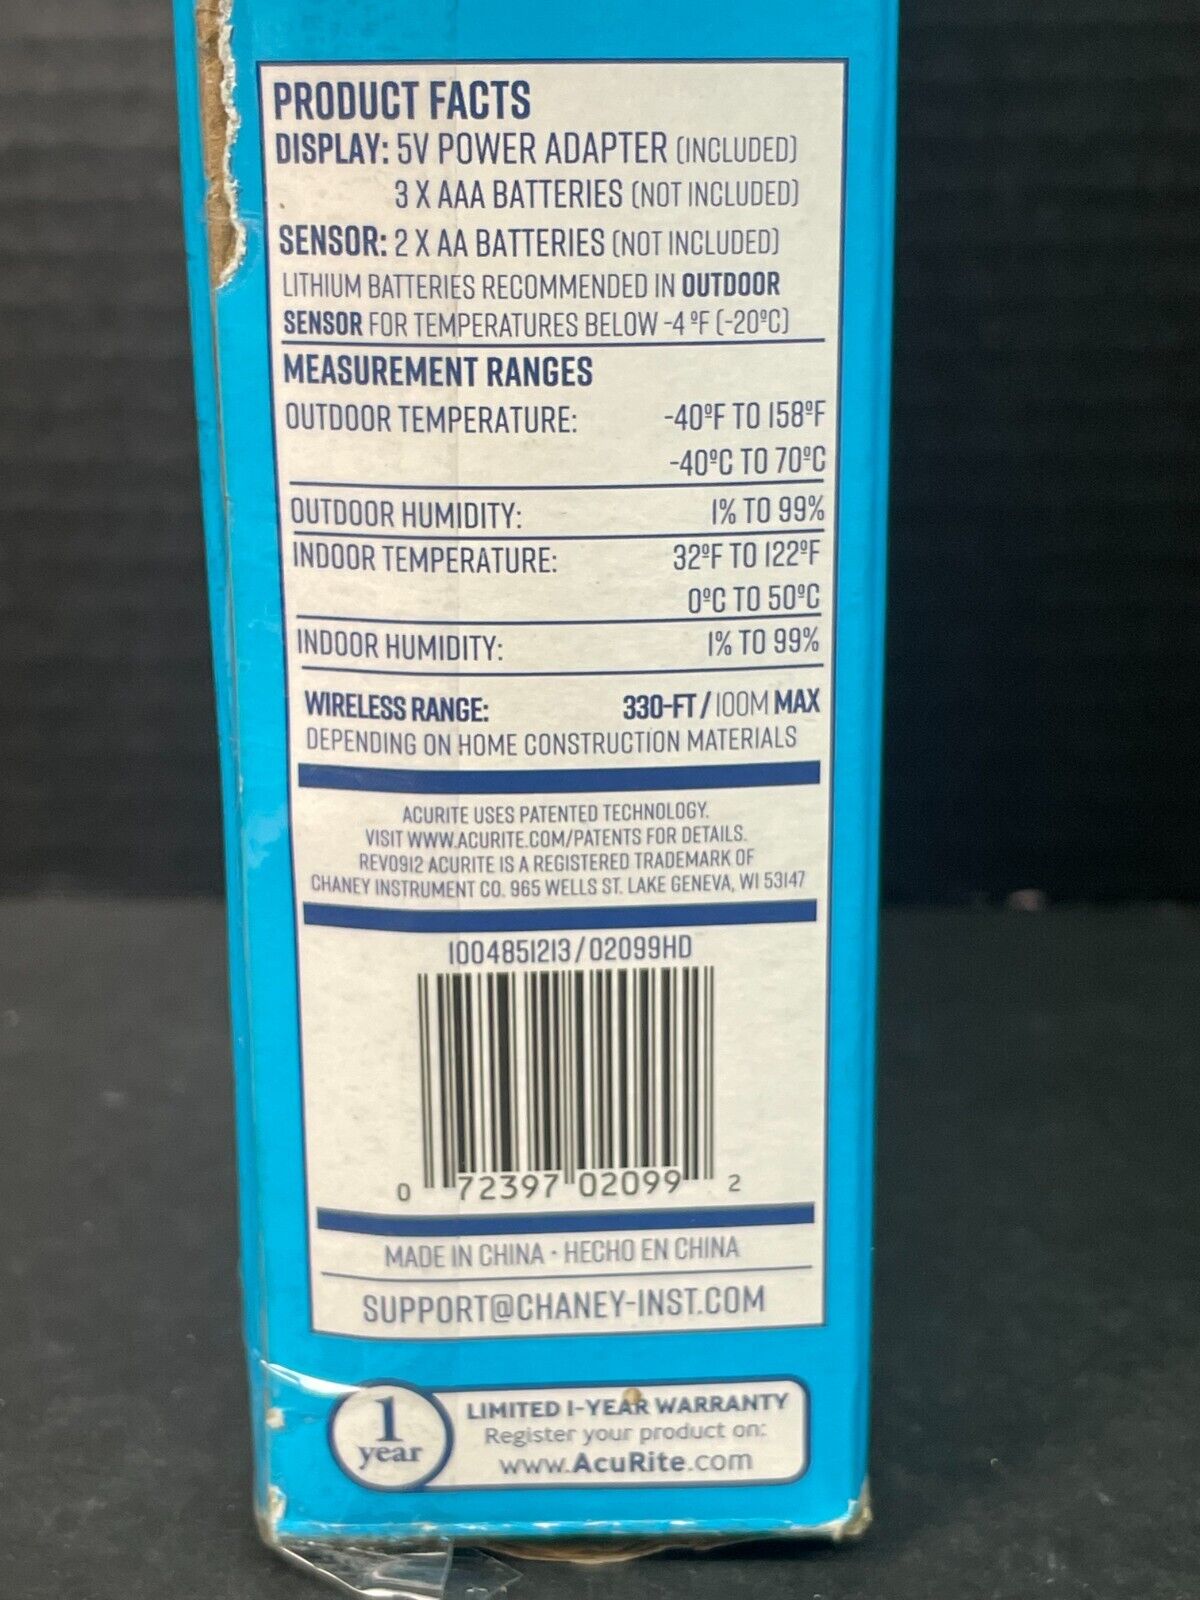 PRODUCT FACTS
DISPLAY: 5V POWER ADAPTER (INCLUDED)
3 X AAA BATTERIES (NOT INCLUDED)
SENSOR: 2 X AA BATTERIES (NOT INCLUDED)
LITHIUM BATTERIES RECOMMENDED IN OUTDOOR
SENSOR FOR TEMPERATURES BELOW -4 ºF (-20ºC)
MEASUREMENT RANGES
OUTDOOR TEMPERATURE: -40ºF TO 158ºF
-40ºC TO 70ºC
OUTDOOR HUMIDITY: 1% TO 99%
INDOOR TEMPERATURE: 32ºF TO 122ºF
0ºC TO 50ºC
INDOOR HUMIDITY: 1% TO 99%
WIRELESS RANGE: 330-FT/100M MAX
DEPENDING ON HOME CONSTRUCTION MATERIALS
ACURITE USES PATENTED TECHNOLOGY.
VISIT WWW.ACURITE.COM/PATENTS FOR DETAILS.
REV0912 ACURITE IS A REGISTERED TRADEMARK OF
CHANEY INSTRUMENT CO. 965 WELLS ST. LAKE GENEVA, WI 53147
1004851213/02099HD
0 72397 02099 2
MADE IN CHINA • HECHO EN CHINA
SUPPORT@CHANEY-INST.COM
1
year
LIMITED 1-YEAR WARRANTY
Register your product on:
www.AcuRite.com